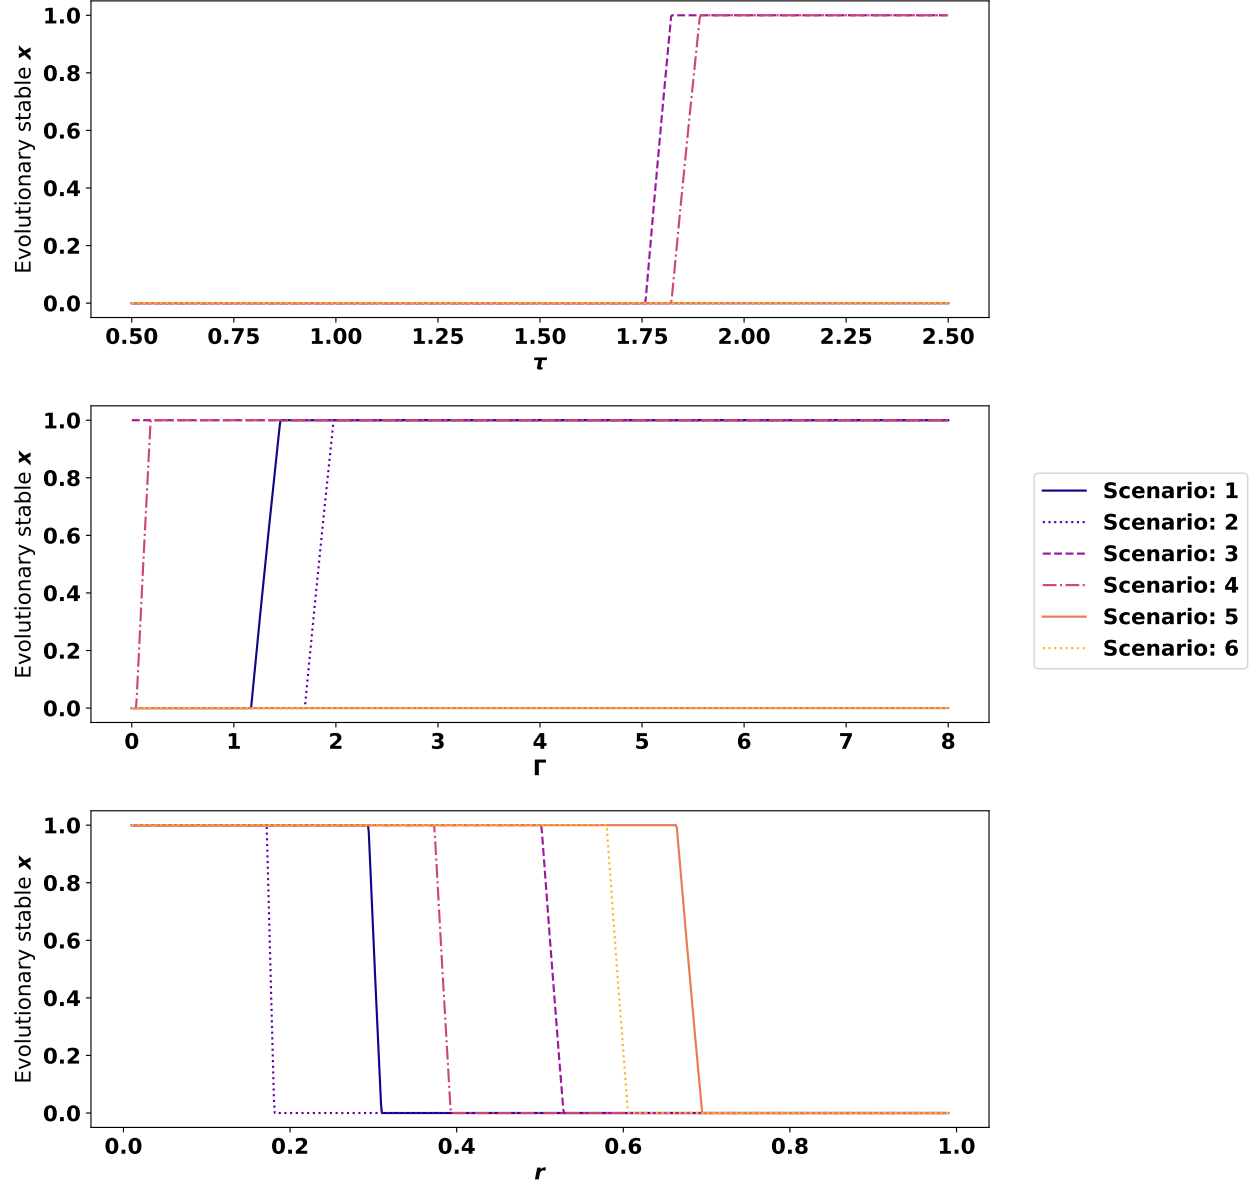 Evolutionary stable x
1.0
0.8
0.6
0.4
0.2
0.0
0.50 0.75 1.00 1.25 1.50 1.75 2.00 2.25 2.50
τ
Evolutionary stable x
1.0
0.8
0.6
0.4
0.2
0.0
0 1 2 3 4 5 6 7 8
Γ
Scenario: 1
Scenario: 2
Scenario: 3
Scenario: 4
Scenario: 5
Scenario: 6
Evolutionary stable x
1.0
0.8
0.6
0.4
0.2
0.0
0.0 0.2 0.4 0.6 0.8 1.0
r